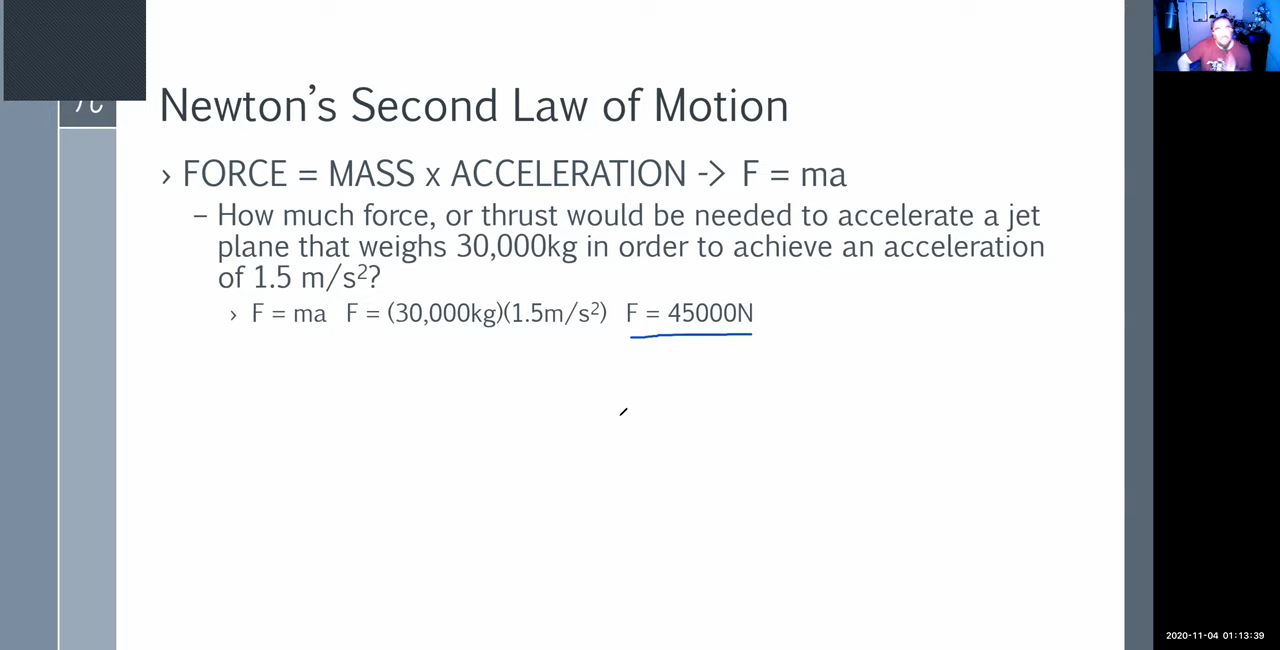 π
Newton's Second Law of Motion
› FORCE = MASS x ACCELERATION -> F = ma
– How much force, or thrust would be needed to accelerate a jet
plane that weighs 30,000kg in order to achieve an acceleration
of 1.5 m/s²?
› F = ma F = (30,000kg)(1.5m/s²) F = 45000N
2020-11-04 01:13:39